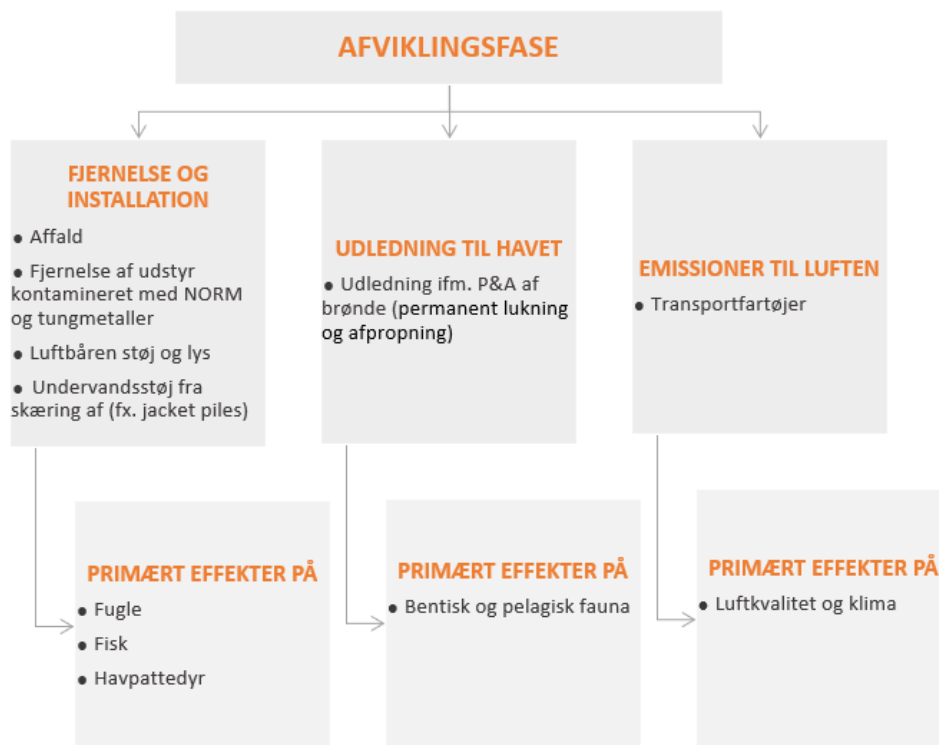 AFVIKLINGSFASE
FJERNELSE OG
INSTALLATION
● Affald
● Fjernelse af udstyr
kontamineret med NORM
og tungmetaller
● Luftbåren støj og lys
● Undervandsstøj fra
skæring af (fx. jacket piles)
UDLEDNING TIL HAVET
● Udledning ifm. P&A af
brønde (permanent lukning
og afpropning)
EMISSIONER TIL LUFTEN
● Transportfartøjer
PRIMÆRT EFFEKTER PÅ
● Fugle
● Fisk
● Havpattedyr
PRIMÆRT EFFEKTER PÅ
● Bentisk og pelagisk fauna
PRIMÆRT EFFEKTER PÅ
● Luftkvalitet og klima